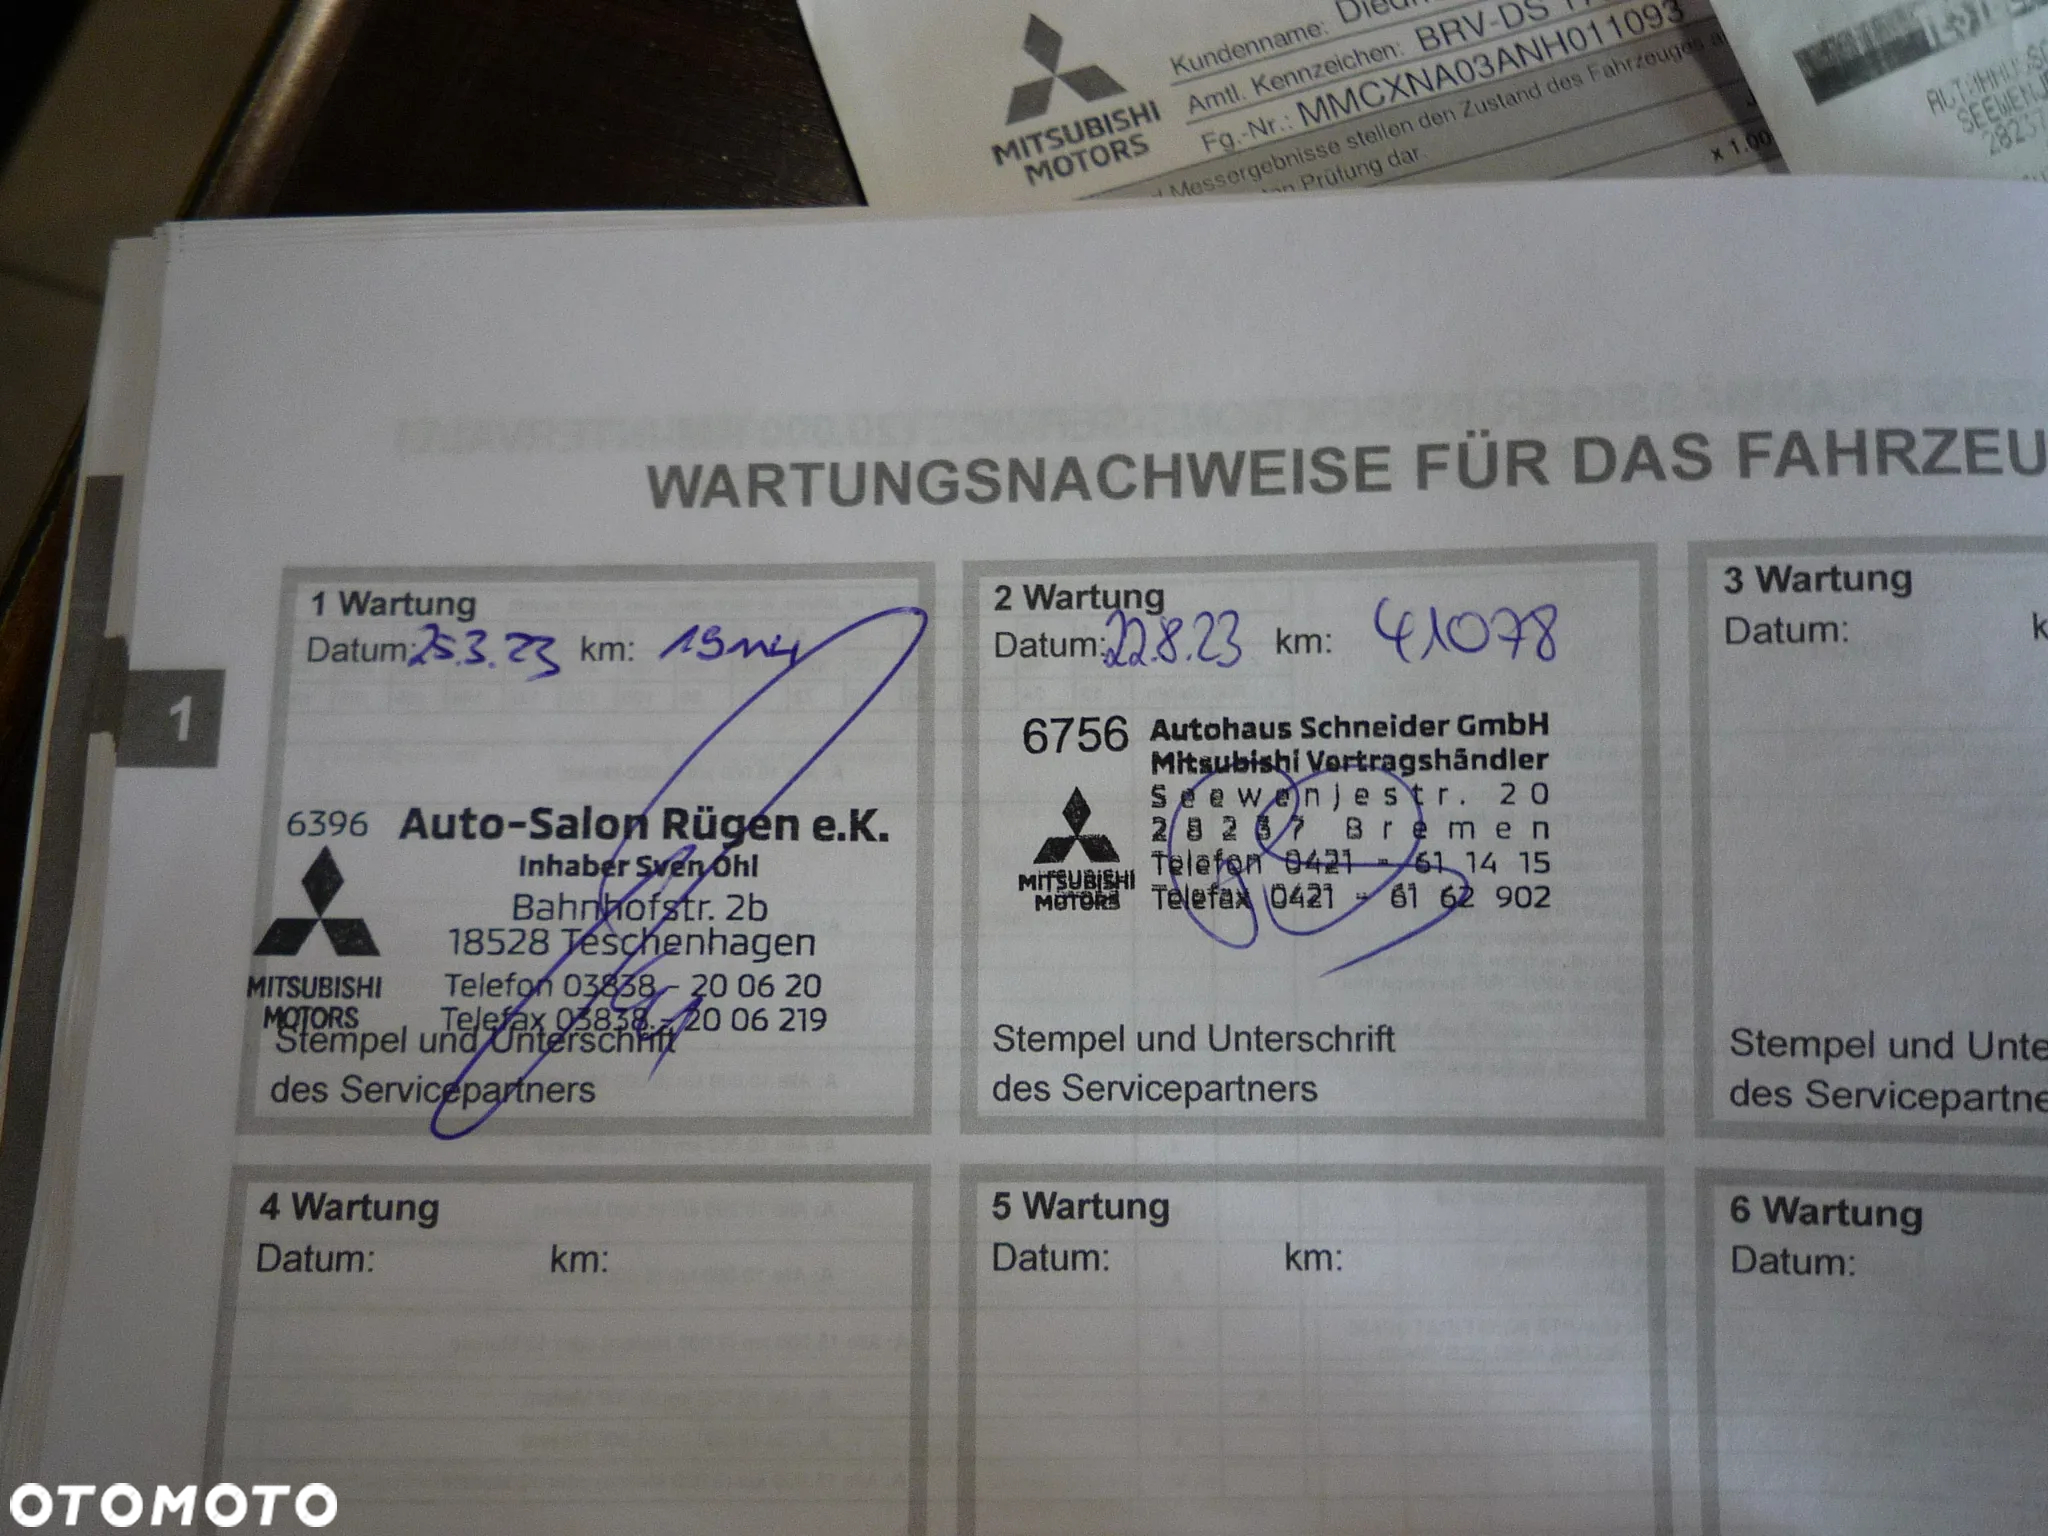 MITSUBISHI
MOTORS
Kundenname:
Amtl. Kennzeichen: BRV-DS
Fg.-Nr.: MMCXNA03ANH011093
Messergebnisse stellen den Zustand des Fahrzeuges
Prüfung dar.
x 1.00
SEEWENJE
WARTUNGSNACHWEISE FÜR DAS FAHRZEU
1 Wartung
Datum: 25.3.23 km:
6396 Auto-Salon Rügen e.K.
Inhaber Sven Ohl
Bahnhofstr. 2b
18528 Teschenhagen
Telefon 03838 - 20 06 20
Telefax 03838 - 20 06 219
MITSUBISHI
MOTORS
Stempel und Unterschrift
des Servicepartners
2 Wartung
Datum: 22.8.23 km: 41078
6756 Autohaus Schneider GmbH
Mitsubishi Vertragshändler
Seewenjestr. 20
28237 Bremen
Telefon 0421 - 61 14 15
Telefax 0421 - 61 62 902
MITSUBISHI
MOTORS
Stempel und Unterschrift
des Servicepartners
3 Wartung
Datum: k
Stempel und Unte
des Servicepartne
1
4 Wartung
Datum: km:
5 Wartung
Datum: km:
6 Wartung
Datum:
OTOMOTO